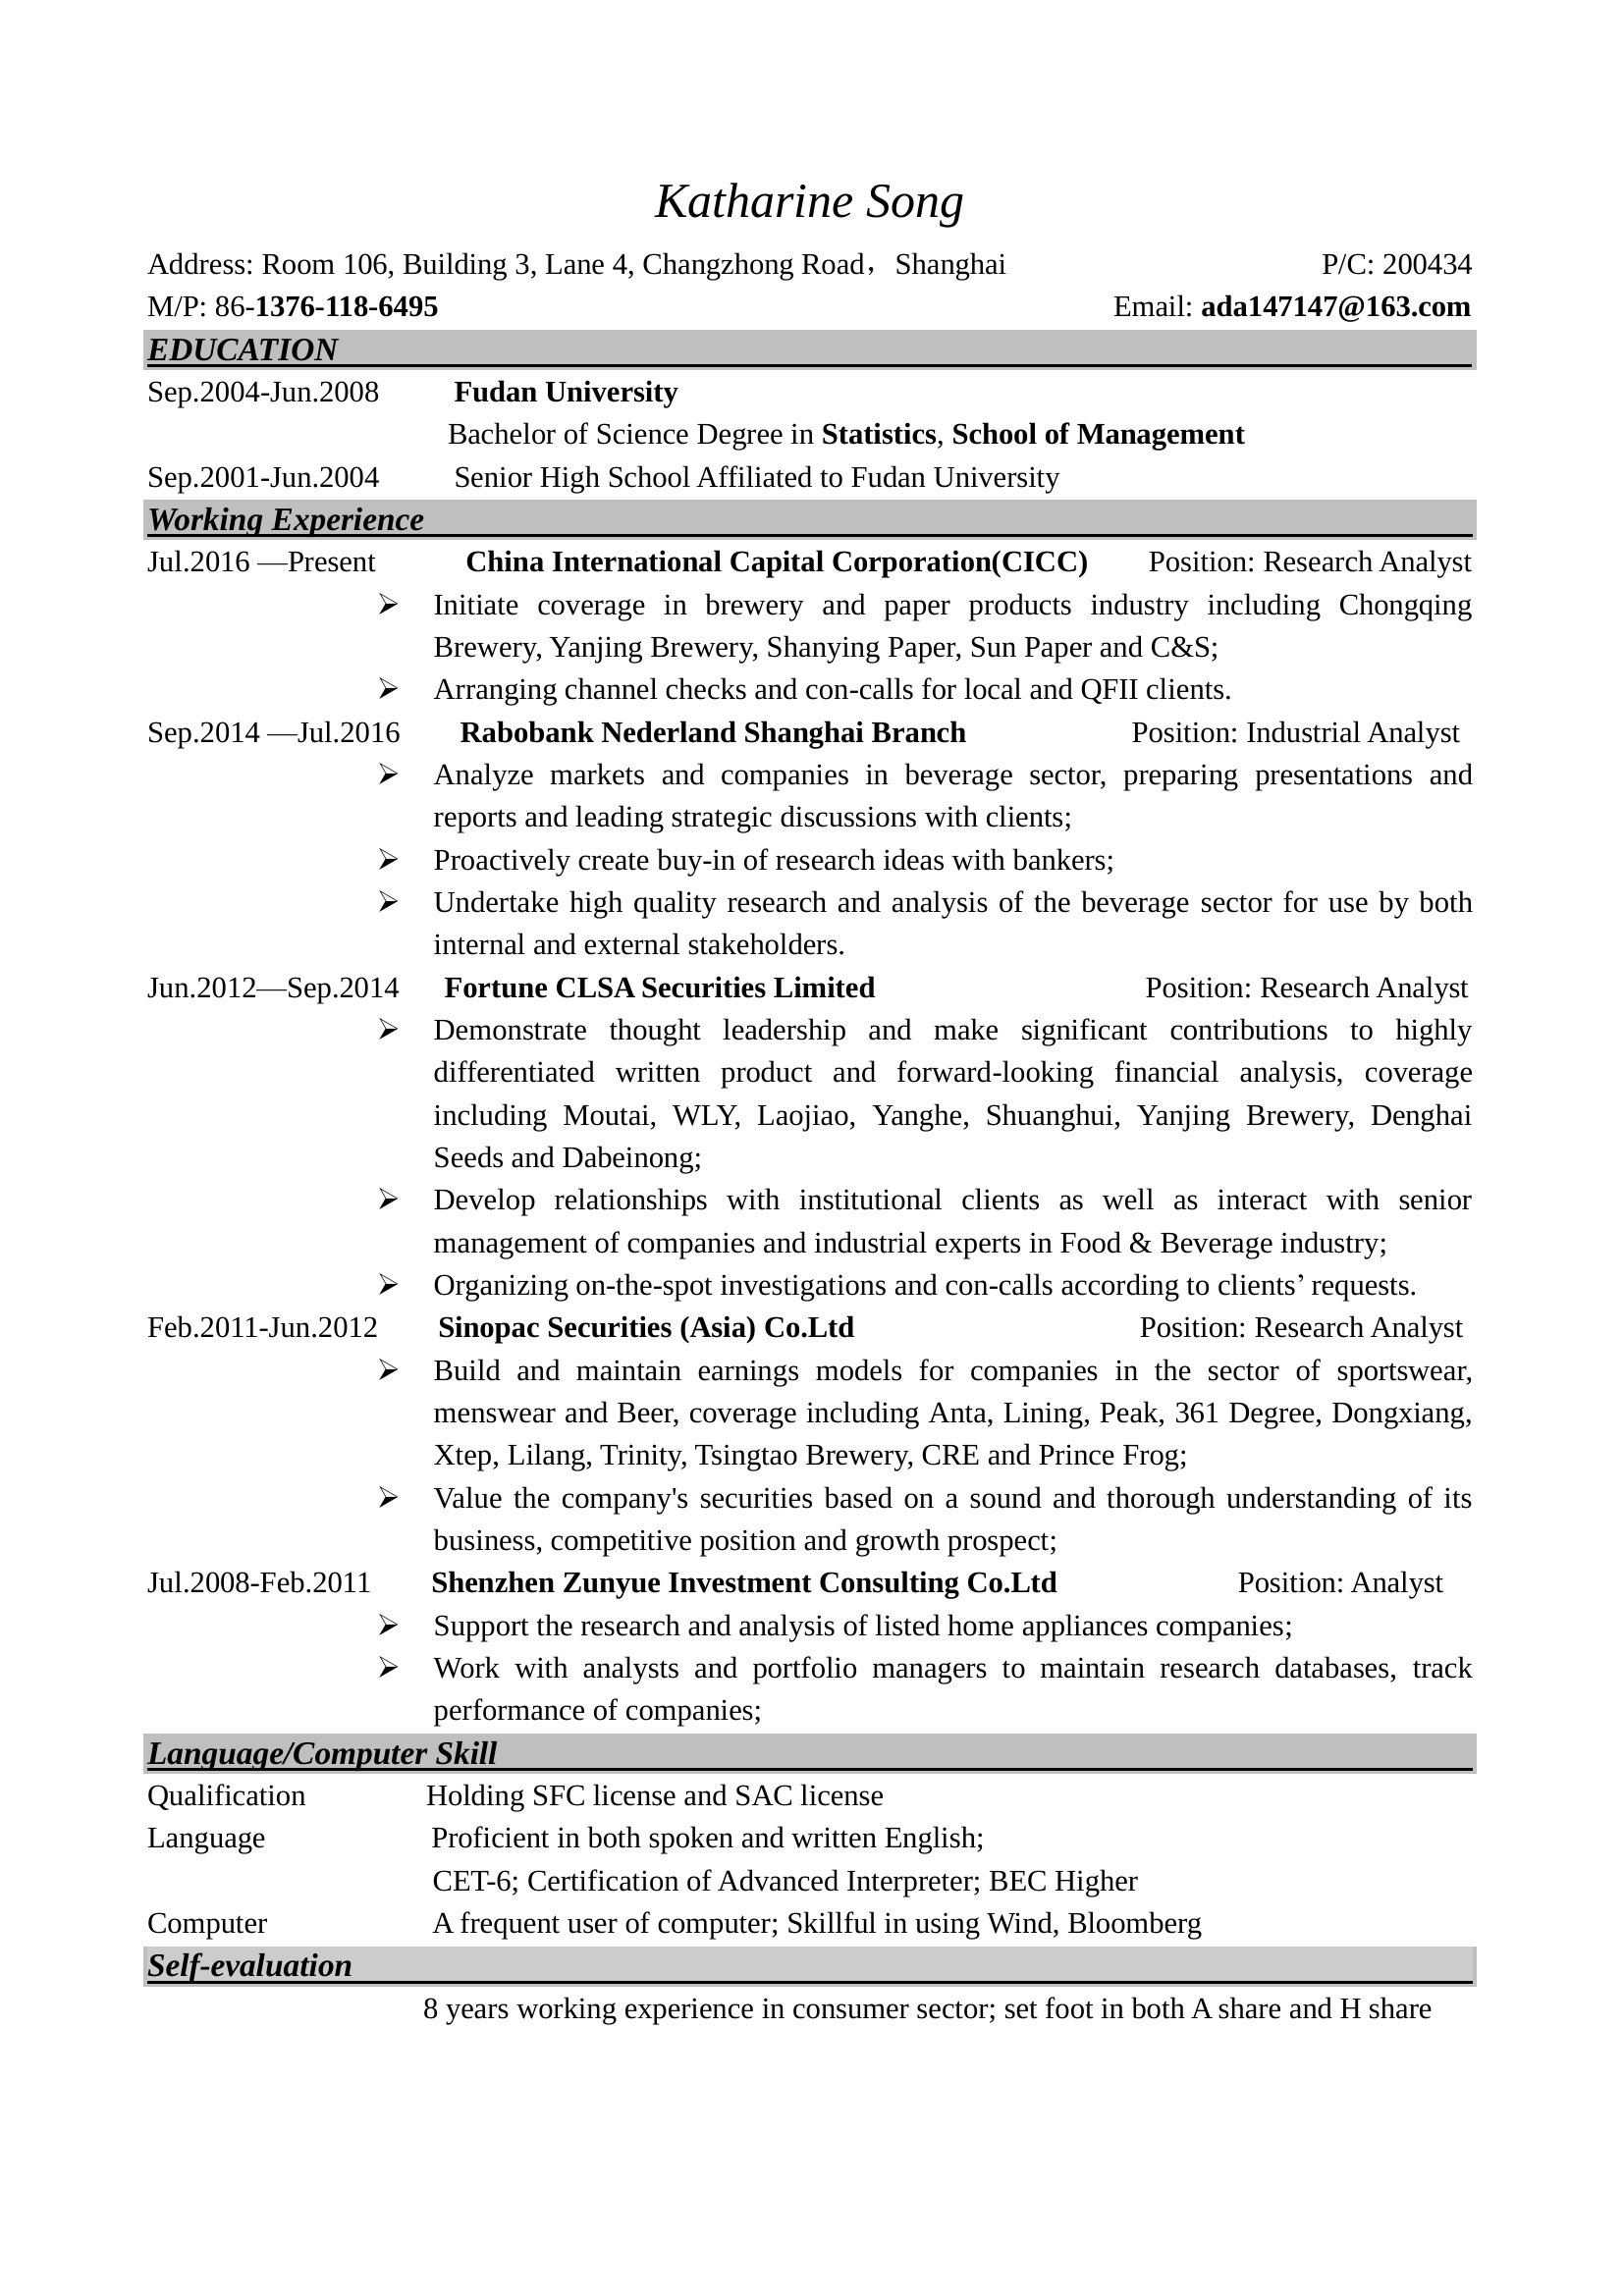 Katharine Song
Address: Room 106, Building 3, Lane 4, Changzhong Road，Shanghai P/C: 200434
M/P: 86-1376-118-6495 Email: ada147147@163.com
EDUCATION
Sep.2004-Jun.2008 Fudan University
Bachelor of Science Degree in Statistics, School of Management
Sep.2001-Jun.2004 Senior High School Affiliated to Fudan University
Working Experience
Jul.2016 —Present China International Capital Corporation(CICC) Position: Research Analyst
➢ Initiate coverage in brewery and paper products industry including Chongqing
Brewery, Yanjing Brewery, Shanying Paper, Sun Paper and C&S;
➢ Arranging channel checks and con-calls for local and QFII clients.
Sep.2014 —Jul.2016 Rabobank Nederland Shanghai Branch Position: Industrial Analyst
➢ Analyze markets and companies in beverage sector, preparing presentations and
reports and leading strategic discussions with clients;
➢ Proactively create buy-in of research ideas with bankers;
➢ Undertake high quality research and analysis of the beverage sector for use by both
internal and external stakeholders.
Jun.2012—Sep.2014 Fortune CLSA Securities Limited Position: Research Analyst
➢ Demonstrate thought leadership and make significant contributions to highly
differentiated written product and forward-looking financial analysis, coverage
including Moutai, WLY, Laojiao, Yanghe, Shuanghui, Yanjing Brewery, Denghai
Seeds and Dabeinong;
➢ Develop relationships with institutional clients as well as interact with senior
management of companies and industrial experts in Food & Beverage industry;
➢ Organizing on-the-spot investigations and con-calls according to clients’ requests.
Feb.2011-Jun.2012 Sinopac Securities (Asia) Co.Ltd Position: Research Analyst
➢ Build and maintain earnings models for companies in the sector of sportswear,
menswear and Beer, coverage including Anta, Lining, Peak, 361 Degree, Dongxiang,
Xtep, Lilang, Trinity, Tsingtao Brewery, CRE and Prince Frog;
➢ Value the company's securities based on a sound and thorough understanding of its
business, competitive position and growth prospect;
Jul.2008-Feb.2011 Shenzhen Zunyue Investment Consulting Co.Ltd Position: Analyst
➢ Support the research and analysis of listed home appliances companies;
➢ Work with analysts and portfolio managers to maintain research databases, track
performance of companies;
Language/Computer Skill
Qualification Holding SFC license and SAC license
Language Proficient in both spoken and written English;
CET-6; Certification of Advanced Interpreter; BEC Higher
Computer A frequent user of computer; Skillful in using Wind, Bloomberg
Self-evaluation
8 years working experience in consumer sector; set foot in both A share and H share